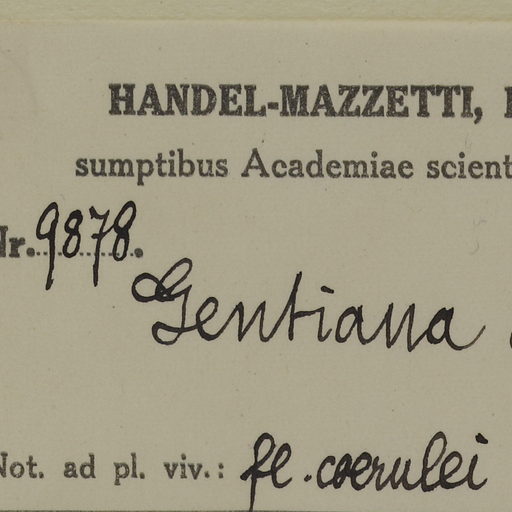 HANDEL-MAZZETTI,
sumptibus Academiae scient
Nr. 9878.
Gentiana
Not. ad pl. viv.: fl. coerulei